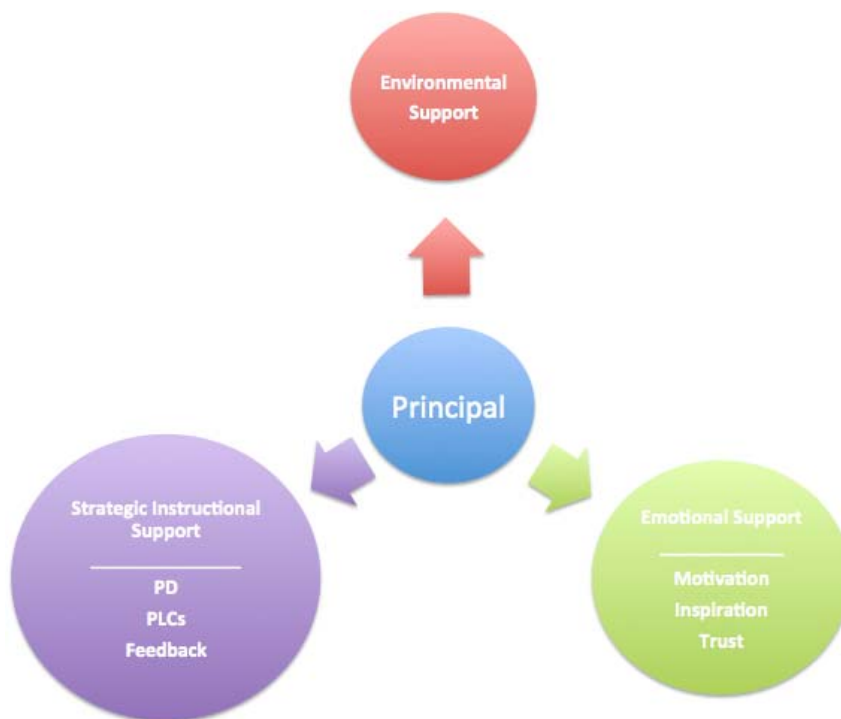 Environmental
Support
Principal
Strategic Instructional
Support
PD
PLCs
Feedback
Emotional Support
Motivation
Inspiration
Trust